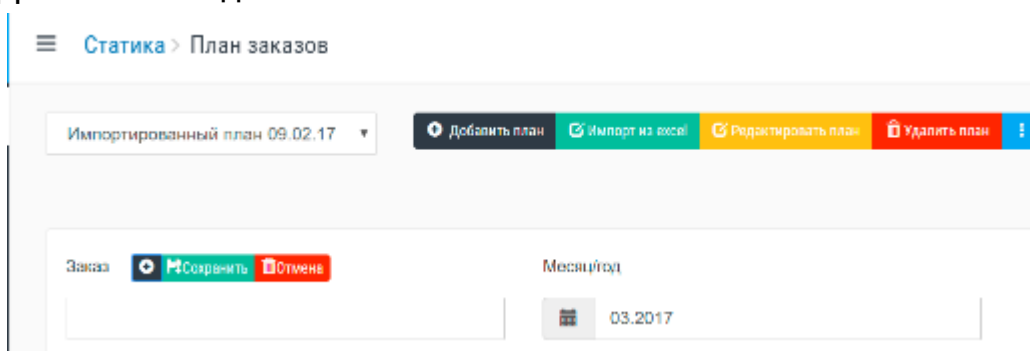 Статика > План заказов
Импортированный план 09.02.17 Добавить план Импорт из excel Редактировать план Удалить план
Заказ Сохранить Отмена Месяц/год
03.2017